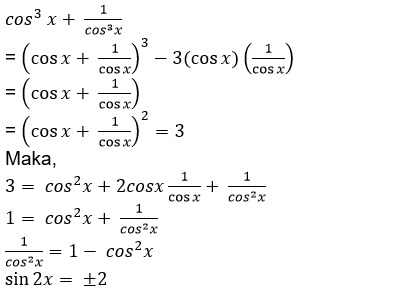 cos³ x + 1/cos³x
= (cos x + 1/cos x)³ − 3(cos x) (1/cos x)
= (cos x + 1/cos x)
= (cos x + 1/cos x)² = 3
Maka,
3 = cos²x + 2cosx 1/cos x + 1/cos²x
1 = cos²x + 1/cos²x
1/cos²x = 1 − cos²x
sin 2x = ±2